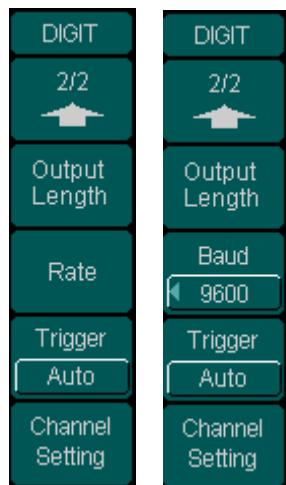 DIGIT
2/2
Output
Length
Rate
Trigger
Auto
Channel
Setting
DIGIT
2/2
Output
Length
Baud
9600
Trigger
Auto
Channel
Setting